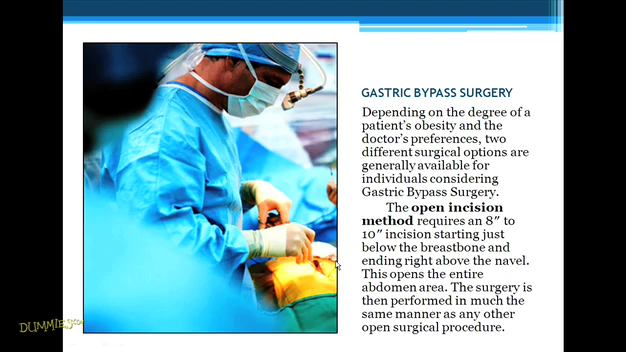 GASTRIC BYPASS SURGERY
Depending on the degree of a
patient's obesity and the
doctor's preferences, two
different surgical options are
generally available for
individuals considering
Gastric Bypass Surgery.
The open incision
method requires an 8″ to
10″ incision starting just
below the breastbone and
ending right above the navel.
This opens the entire
abdomen area. The surgery is
then performed in much the
same manner as any other
open surgical procedure.
DUMMIES.com